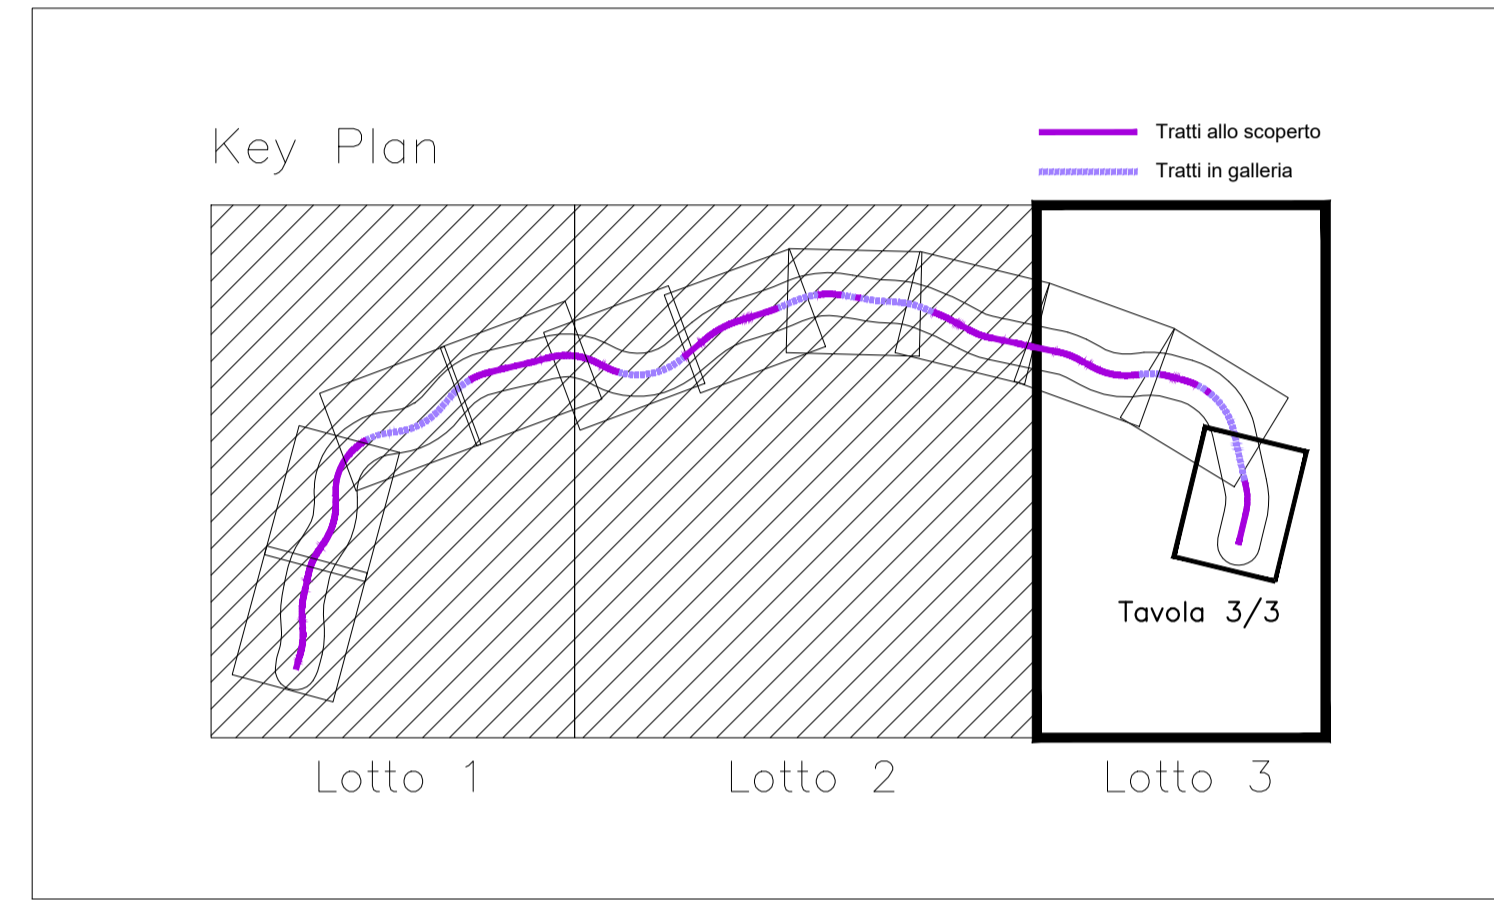 Key Plan
Tratti allo scoperto
Tratti in galleria
Tavola 3/3
Lotto 1
Lotto 2
Lotto 3